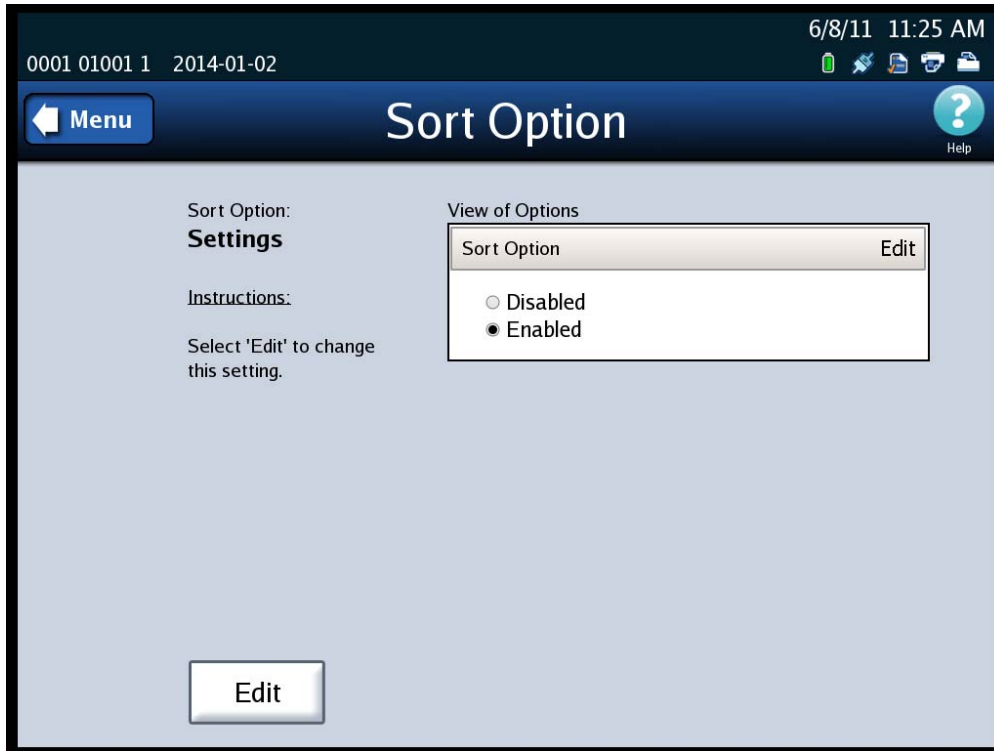 6/8/11 11:25 AM
0001 01001 1 2014-01-02
Menu
Sort Option
?
Help
Sort Option:
Settings
Instructions:
Select 'Edit' to change
this setting.
View of Options
Sort Option Edit
Disabled
Enabled
Edit